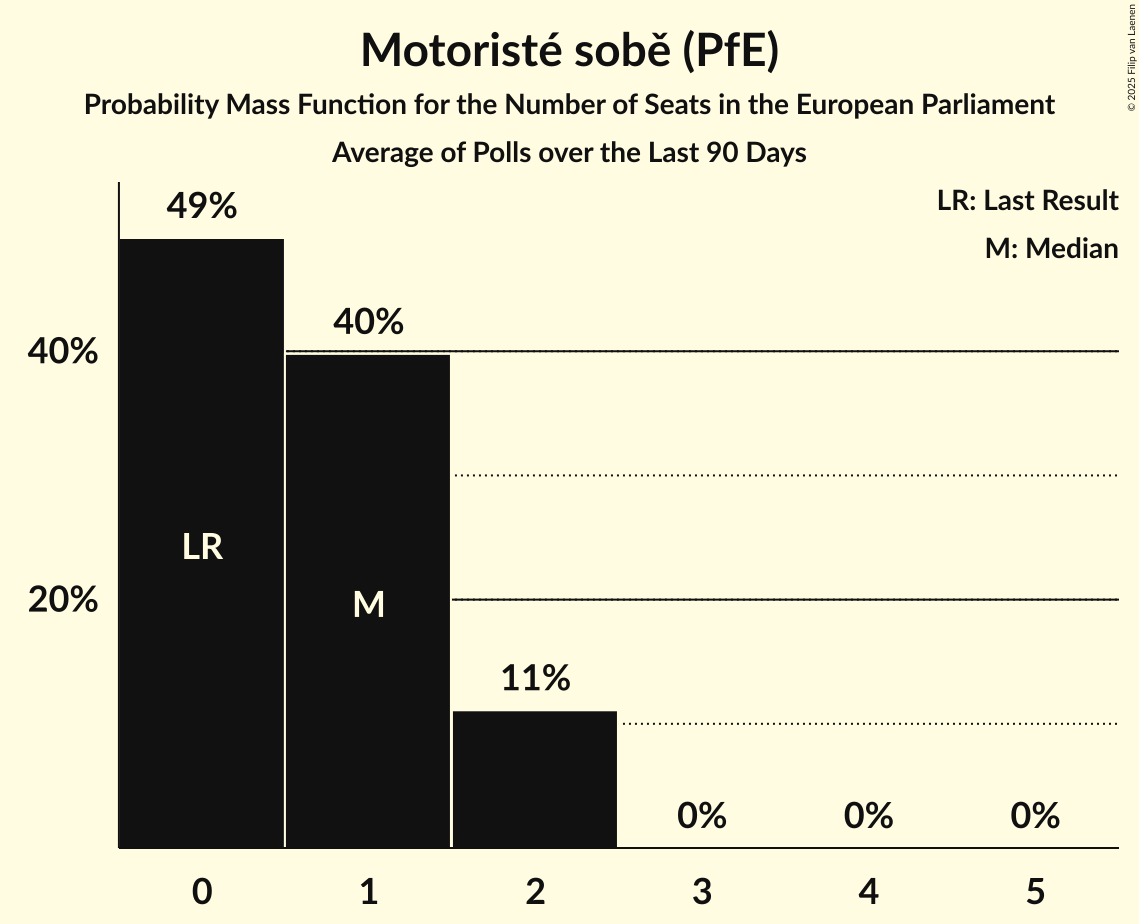 Motoristé sobě (PfE)
Probability Mass Function for the Number of Seats in the European Parliament
Average of Polls over the Last 90 Days
© 2025 Filip van Laenen
LR: Last Result
M: Median
49%
40%
40%
LR
M
20%
11%
0%
0%
0%
0
1
2
3
4
5